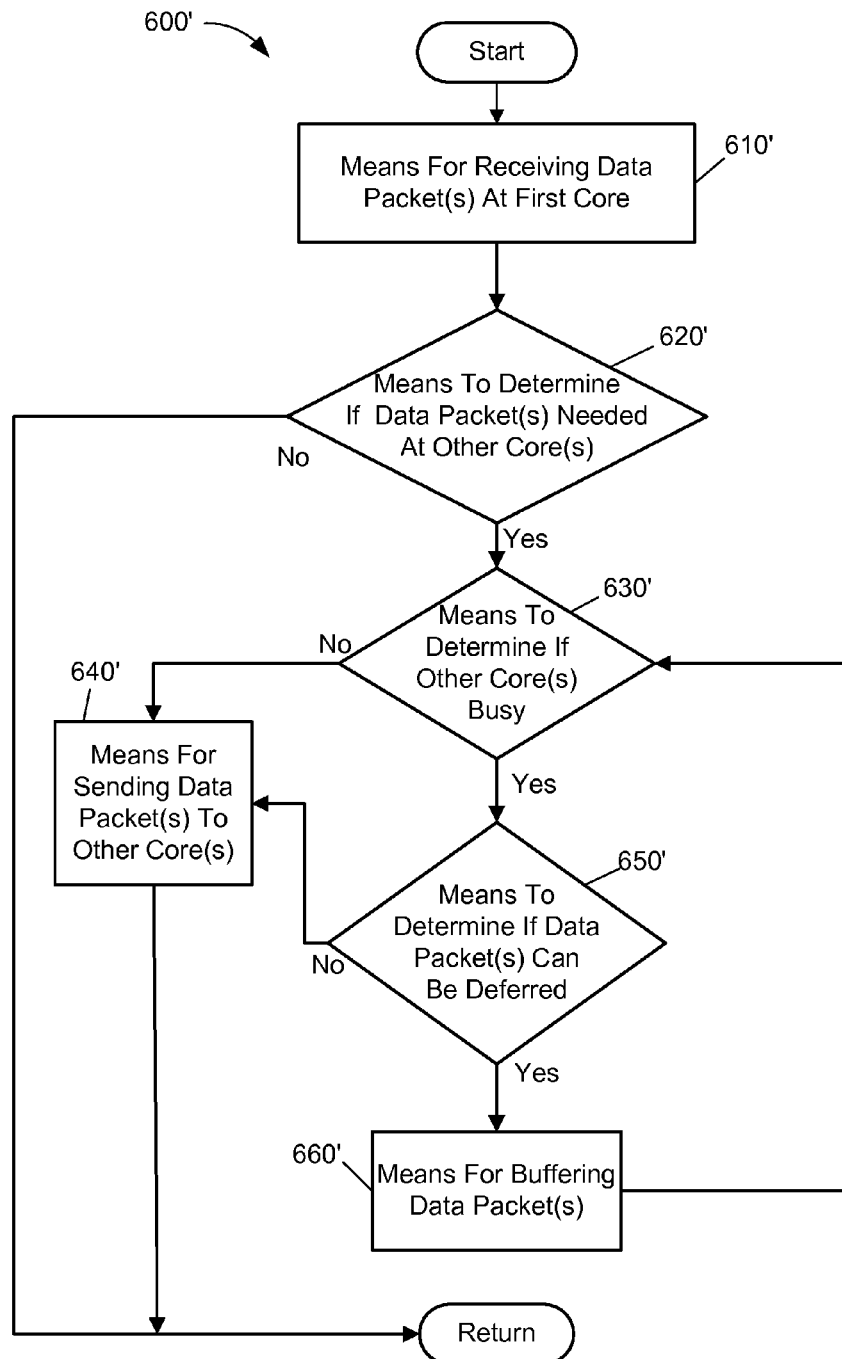 600'
Start
610'
Means For Receiving Data
Packet(s) At First Core
620'
Means To Determine
If Data Packet(s) Needed
At Other Core(s)
No
Yes
630'
Means To
Determine If
Other Core(s)
Busy
No
640'
Means For
Sending Data
Packet(s) To
Other Core(s)
Yes
650'
Means To
Determine If Data
Packet(s) Can
Be Deferred
No
Yes
660'
Means For Buffering
Data Packet(s)
Return